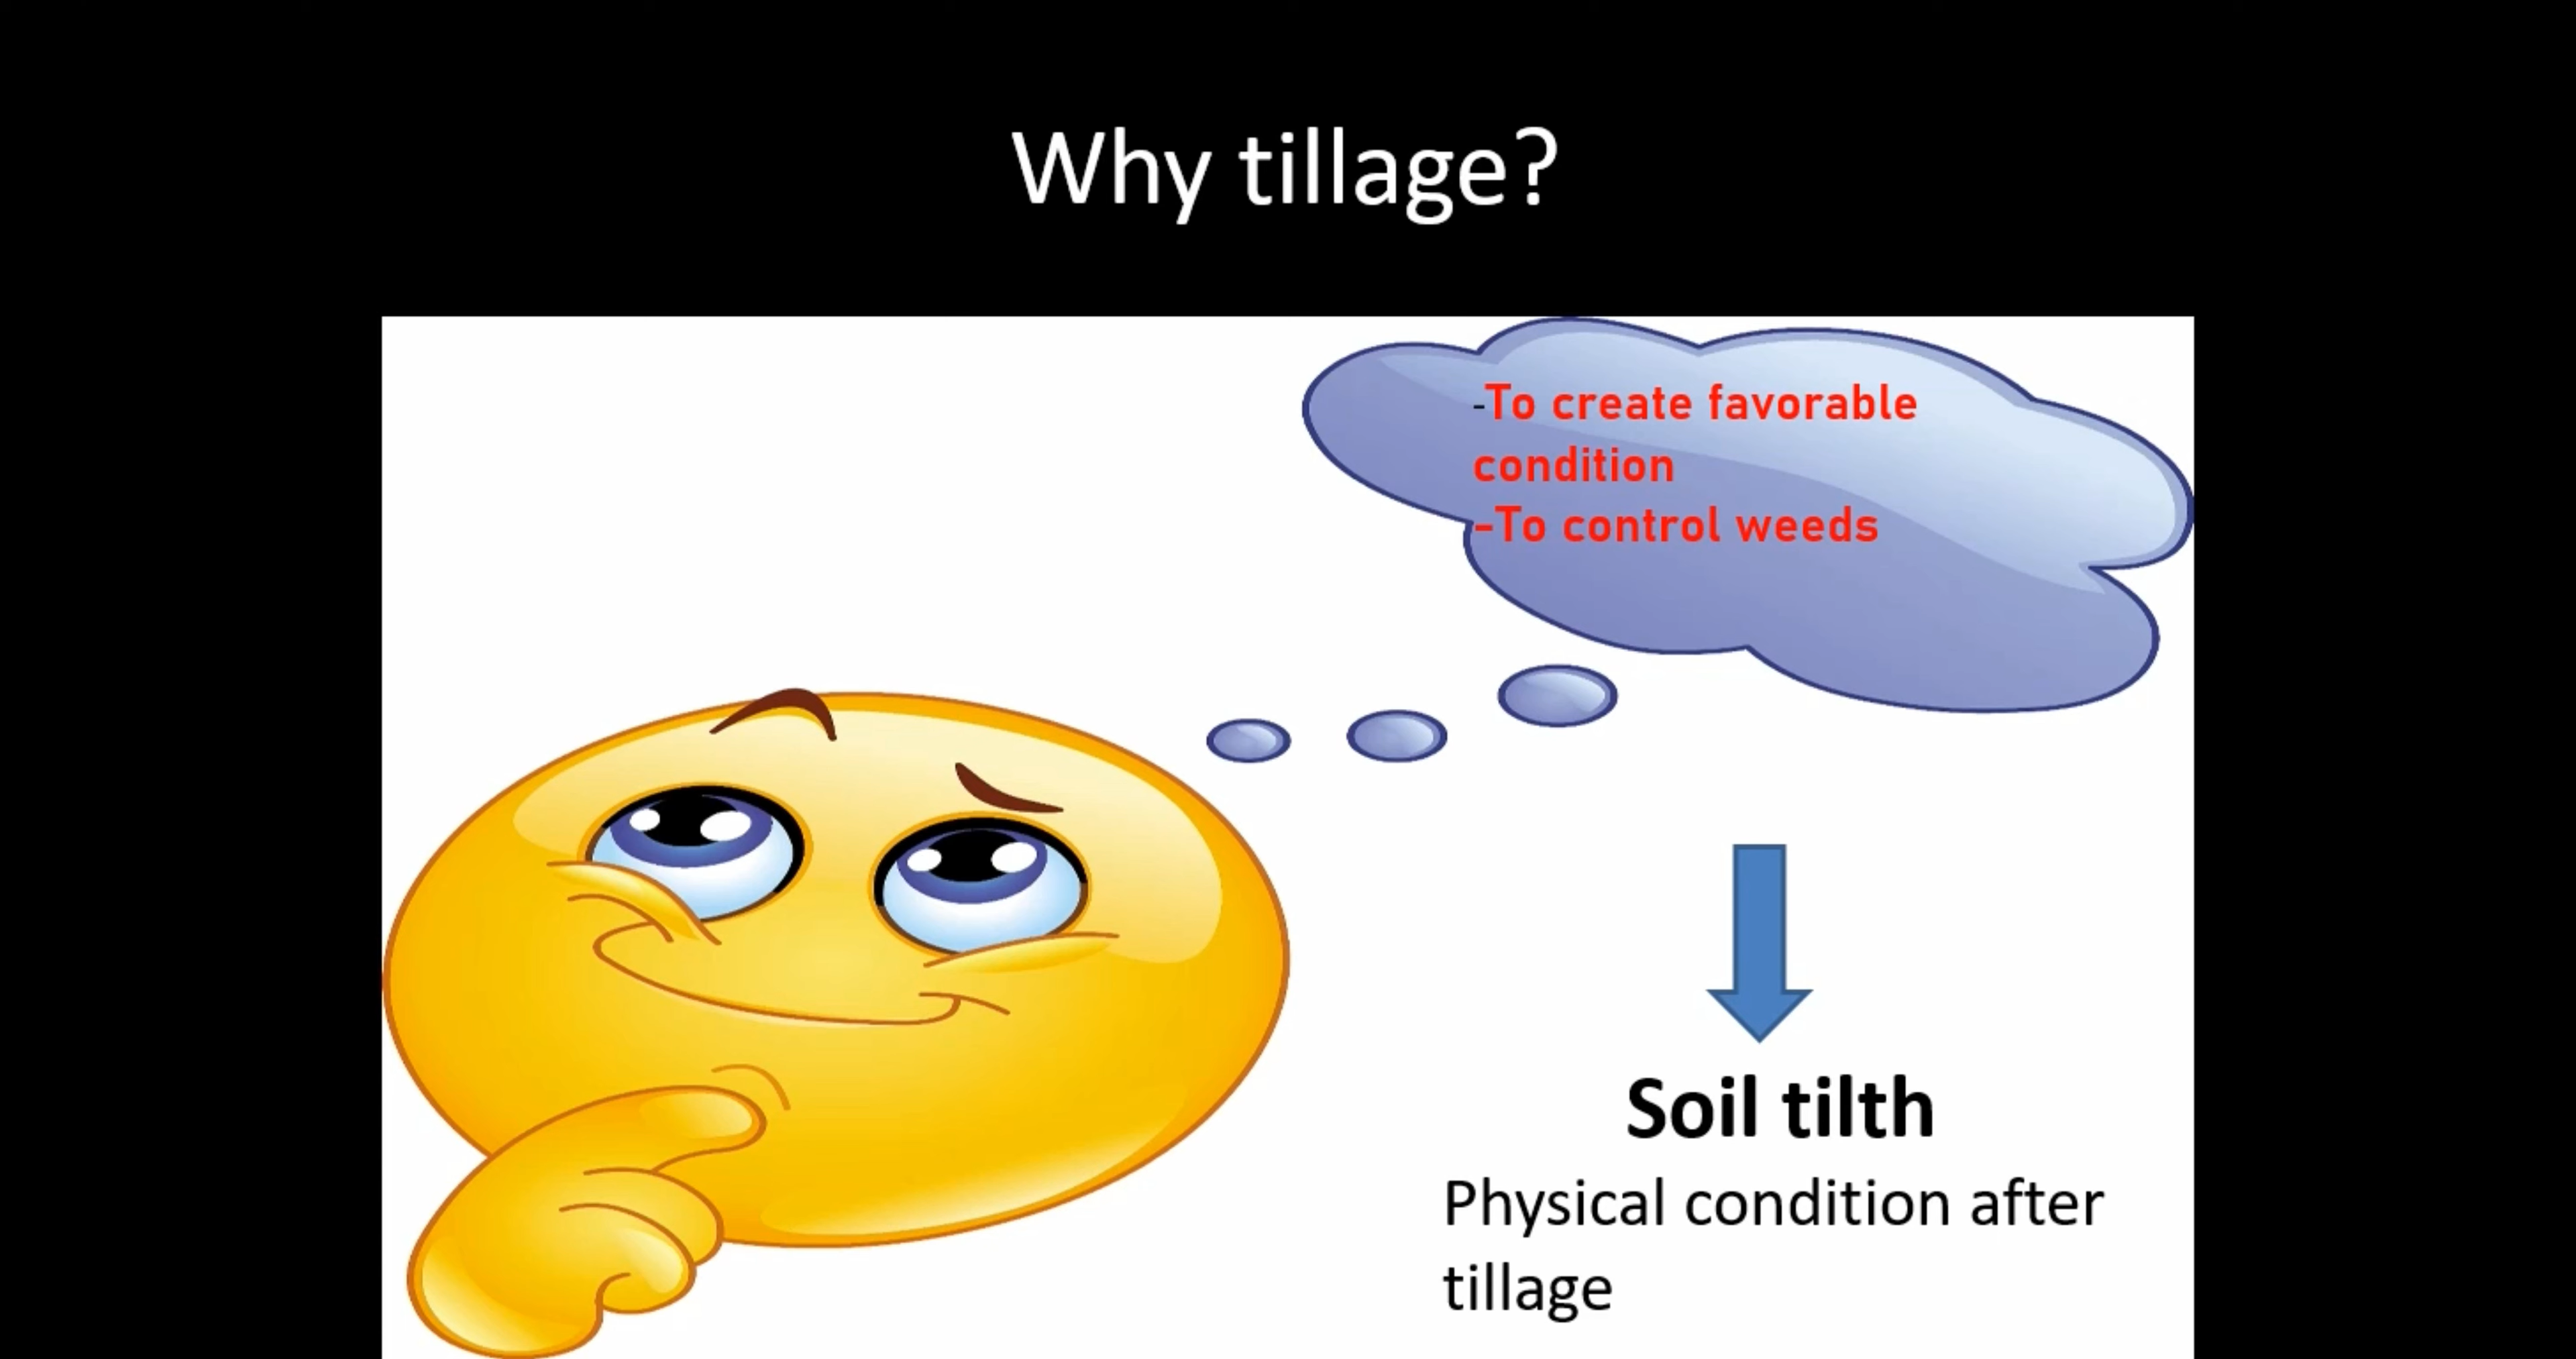 Why tillage?
-To create favorable
condition
-To control weeds
Soil tilth
Physical condition after
tillage